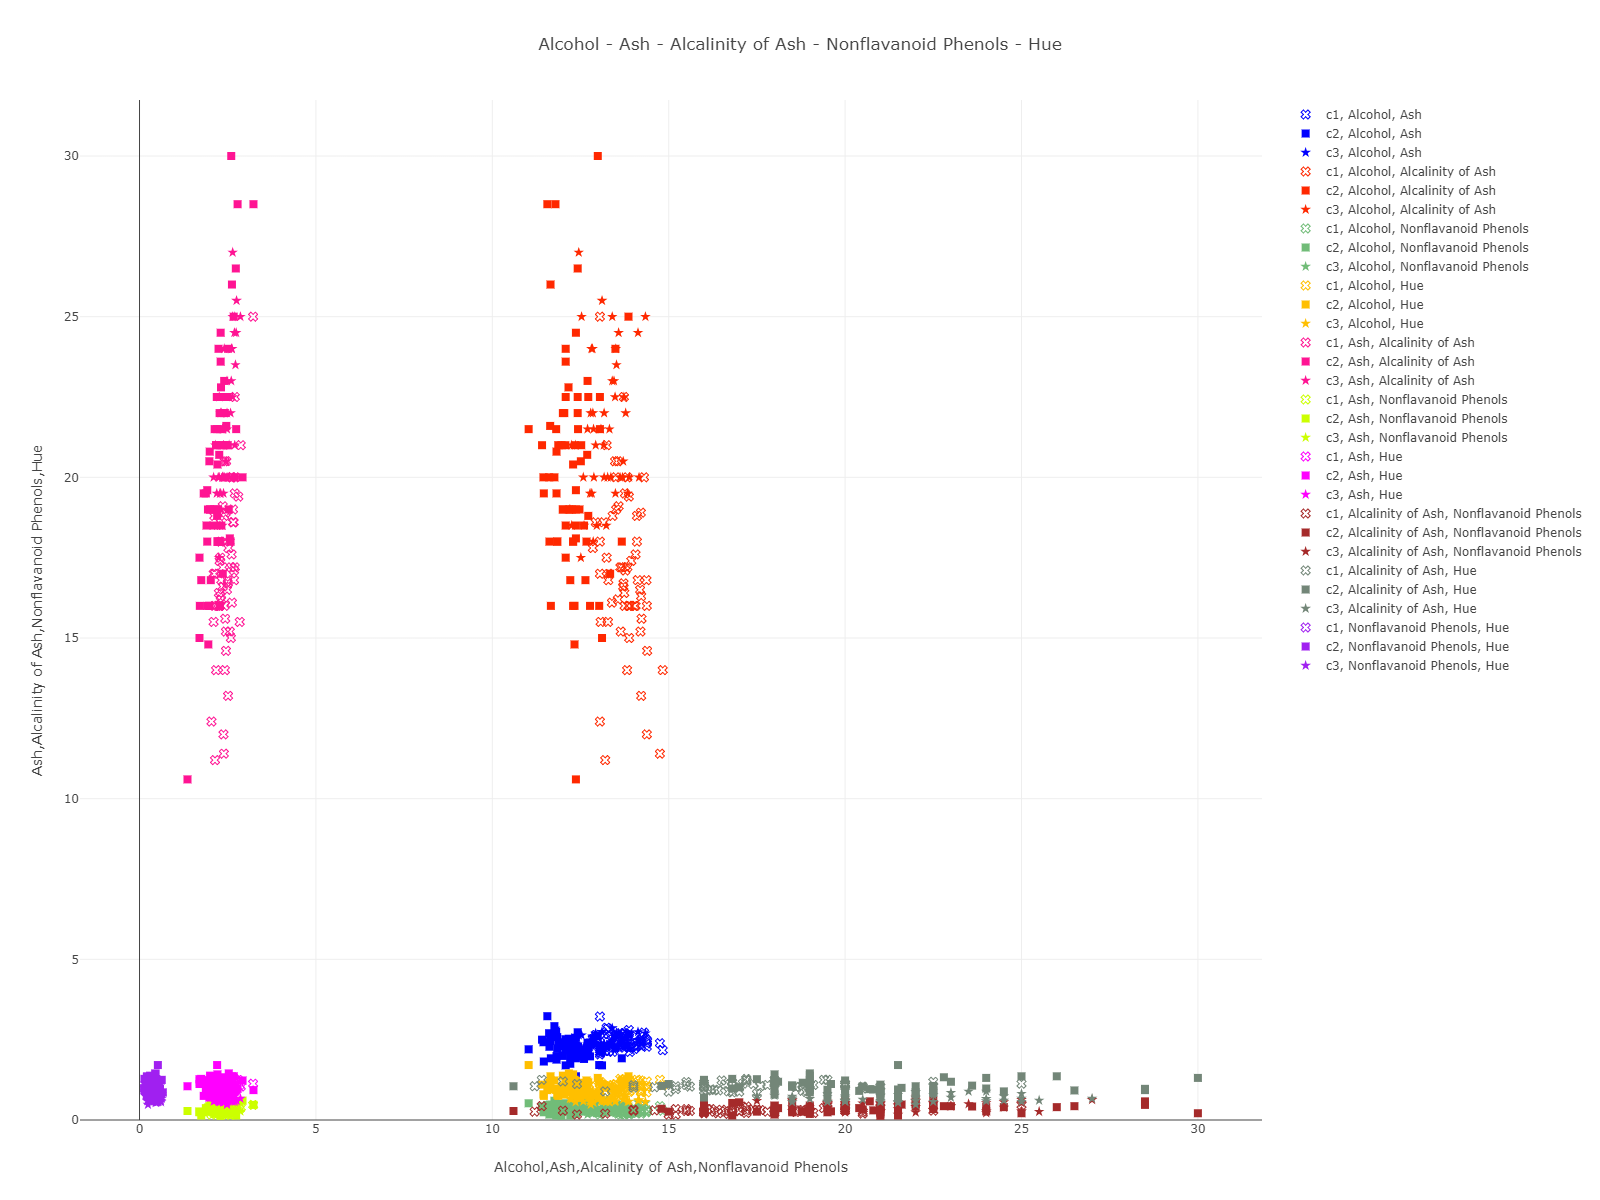 Alcohol - Ash - Alcalinity of Ash - Nonflavanoid Phenols - Hue
c1, Alcohol, Ash
c2, Alcohol, Ash
c3, Alcohol, Ash
c1, Alcohol, Alcalinity of Ash
c2, Alcohol, Alcalinity of Ash
c3, Alcohol, Alcalinity of Ash
c1, Alcohol, Nonflavanoid Phenols
c2, Alcohol, Nonflavanoid Phenols
c3, Alcohol, Nonflavanoid Phenols
c1, Alcohol, Hue
c2, Alcohol, Hue
c3, Alcohol, Hue
c1, Ash, Alcalinity of Ash
c2, Ash, Alcalinity of Ash
c3, Ash, Alcalinity of Ash
c1, Ash, Nonflavanoid Phenols
c2, Ash, Nonflavanoid Phenols
c3, Ash, Nonflavanoid Phenols
c1, Ash, Hue
c2, Ash, Hue
c3, Ash, Hue
c1, Alcalinity of Ash, Nonflavanoid Phenols
c2, Alcalinity of Ash, Nonflavanoid Phenols
c3, Alcalinity of Ash, Nonflavanoid Phenols
c1, Alcalinity of Ash, Hue
c2, Alcalinity of Ash, Hue
c3, Alcalinity of Ash, Hue
c1, Nonflavanoid Phenols, Hue
c2, Nonflavanoid Phenols, Hue
c3, Nonflavanoid Phenols, Hue
Ash,Alcalinity of Ash,Nonflavanoid Phenols,Hue
30
25
20
15
10
5
0
0 5 10 15 20 25 30
Alcohol,Ash,Alcalinity of Ash,Nonflavanoid Phenols